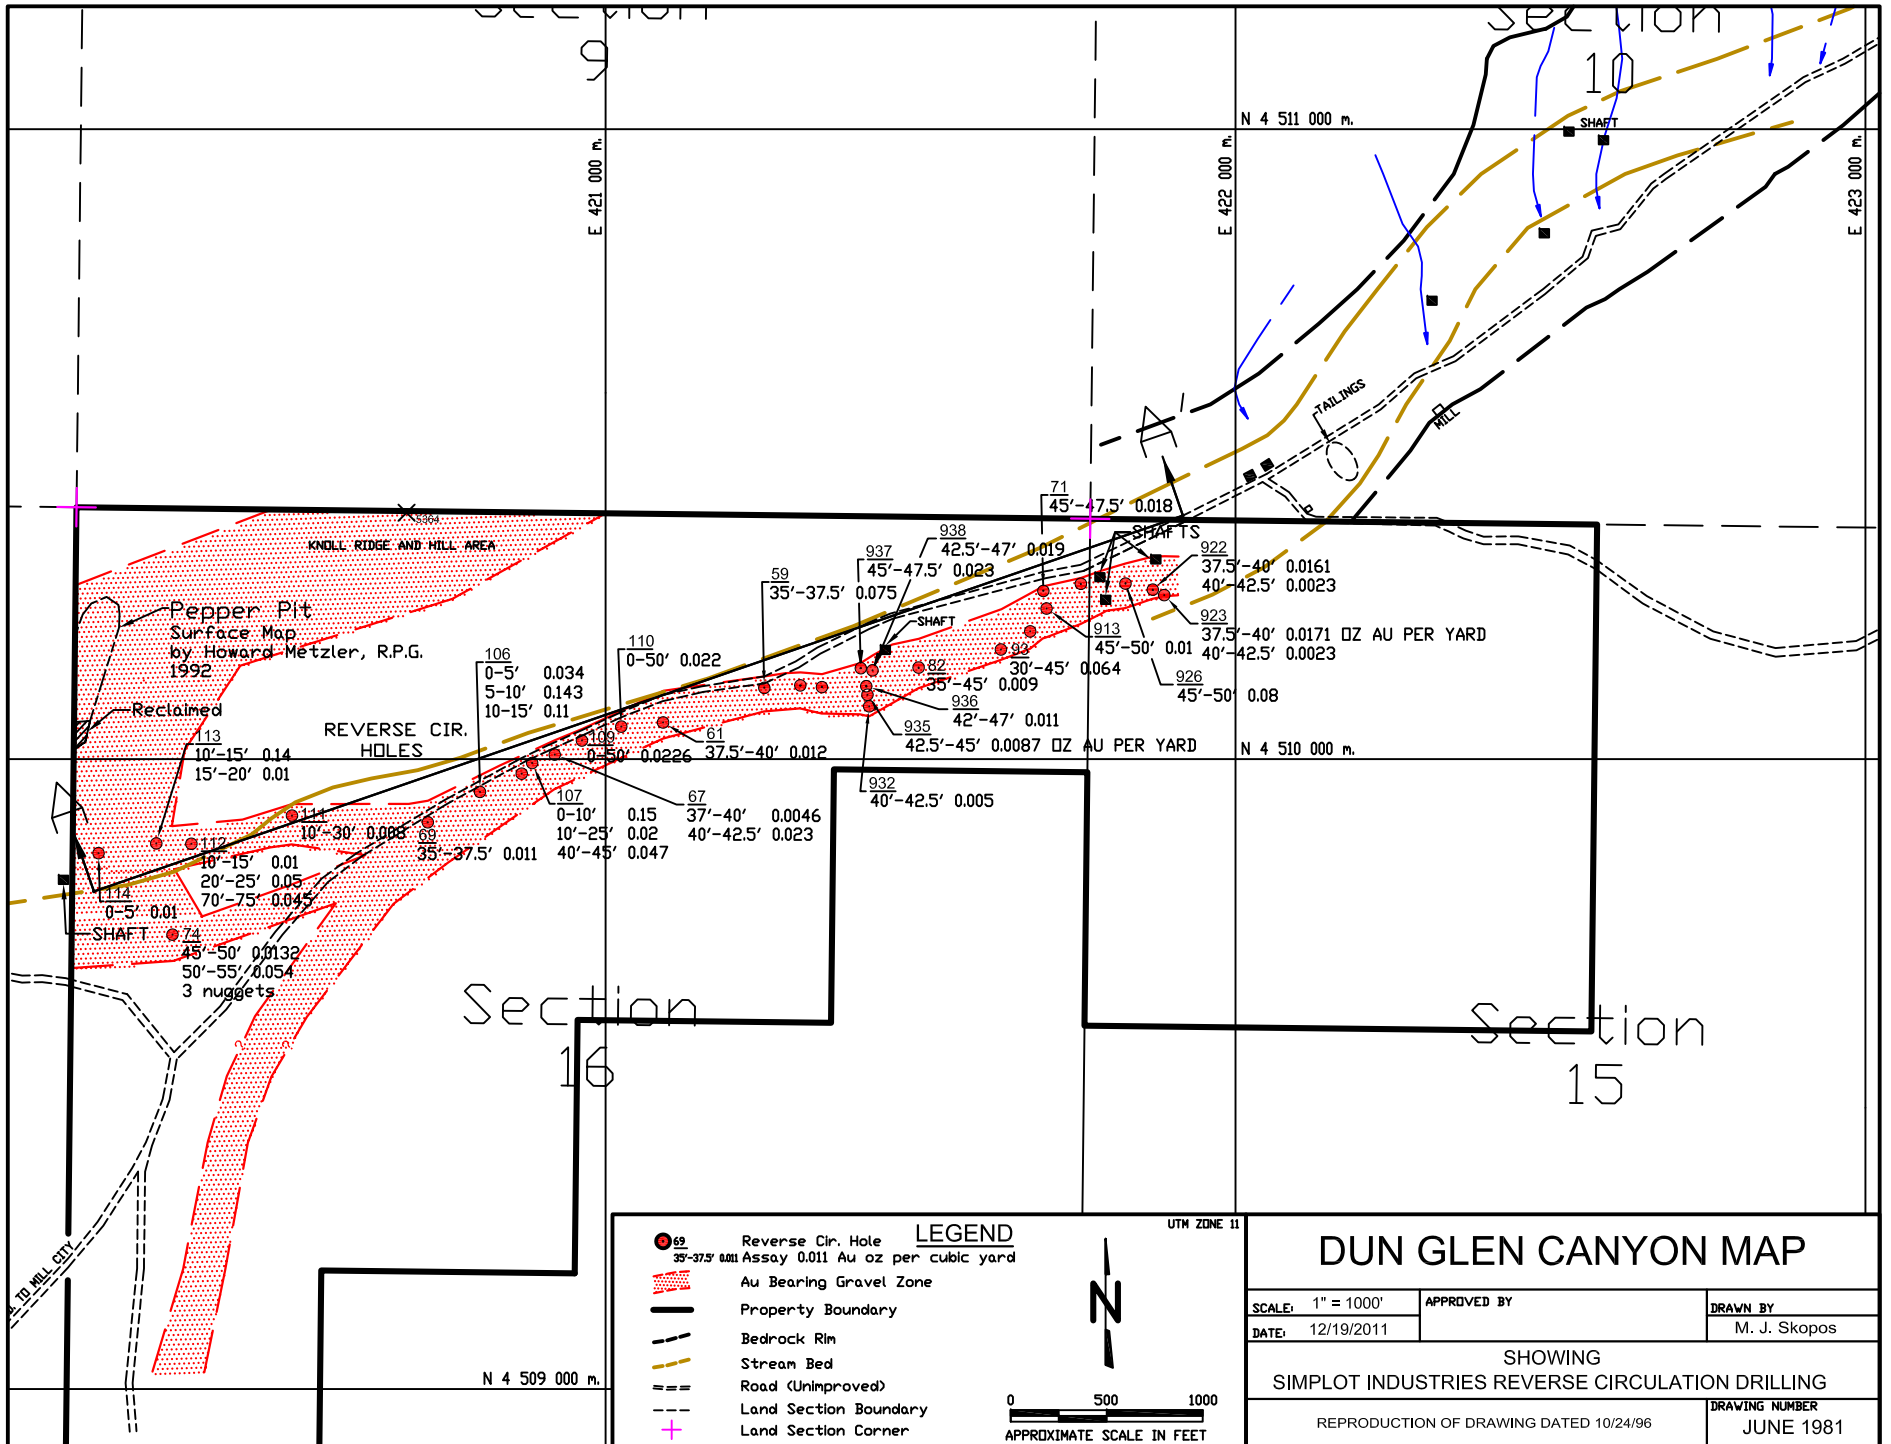 Section
9
Section
10
N 4 511 000 m.
E 421 000 m.
E 422 000 m.
E 423 000 m.
SHAFT
TAILINGS
MILL
A'
71
45'-47.5' 0.018
SHAFTS
5364
KNOLL RIDGE AND HILL AREA
938
42.5'-47' 0.019
937
45'-47.5' 0.023
922
37.5'-40' 0.0161
40'-42.5' 0.0023
59
35'-37.5' 0.075
Pepper Pit
Surface Map
by Howard Metzler, R.P.G.
1992
SHAFT
923
37.5'-40' 0.0171 OZ AU PER YARD
40'-42.5' 0.0023
913
45'-50' 0.01
110
0-50' 0.022
106
0-5' 0.034
5-10' 0.143
10-15' 0.11
93
30'-45' 0.064
82
35'-45' 0.009
926
45'-50' 0.08
936
42'-47' 0.011
Reclaimed
REVERSE CIR.
HOLES
113
10'-15' 0.14
15'-20' 0.01
109
0-50' 0.0226
61
37.5'-40' 0.012
935
42.5'-45' 0.0087 OZ AU PER YARD
N 4 510 000 m.
932
40'-42.5' 0.005
A
107
0-10' 0.15
10'-25' 0.02
40'-45' 0.047
67
37'-40' 0.0046
40'-42.5' 0.023
111
10'-30' 0.008
69
35'-37.5' 0.011
112
10'-15' 0.01
20'-25' 0.05
70'-75' 0.045
114
0-5' 0.01
SHAFT
74
45'-50' 0.0132
50'-55' 0.054
3 nuggets
Section
16
Section
15
? ?
TO MILL CITY
N 4 509 000 m.
LEGEND
UTM ZONE 11
69
35'-37.5' 0.011
Reverse Cir. Hole
Assay 0.011 Au oz per cubic yard
Au Bearing Gravel Zone
Property Boundary
Bedrock Rim
Stream Bed
Road (Unimproved)
Land Section Boundary
Land Section Corner
N
0 500 1000
APPROXIMATE SCALE IN FEET
DUN GLEN CANYON MAP
SCALE: 1" = 1000'
APPROVED BY
DRAWN BY
M. J. Skopos
DATE: 12/19/2011
SHOWING
SIMPLOT INDUSTRIES REVERSE CIRCULATION DRILLING
REPRODUCTION OF DRAWING DATED 10/24/96
DRAWING NUMBER
JUNE 1981